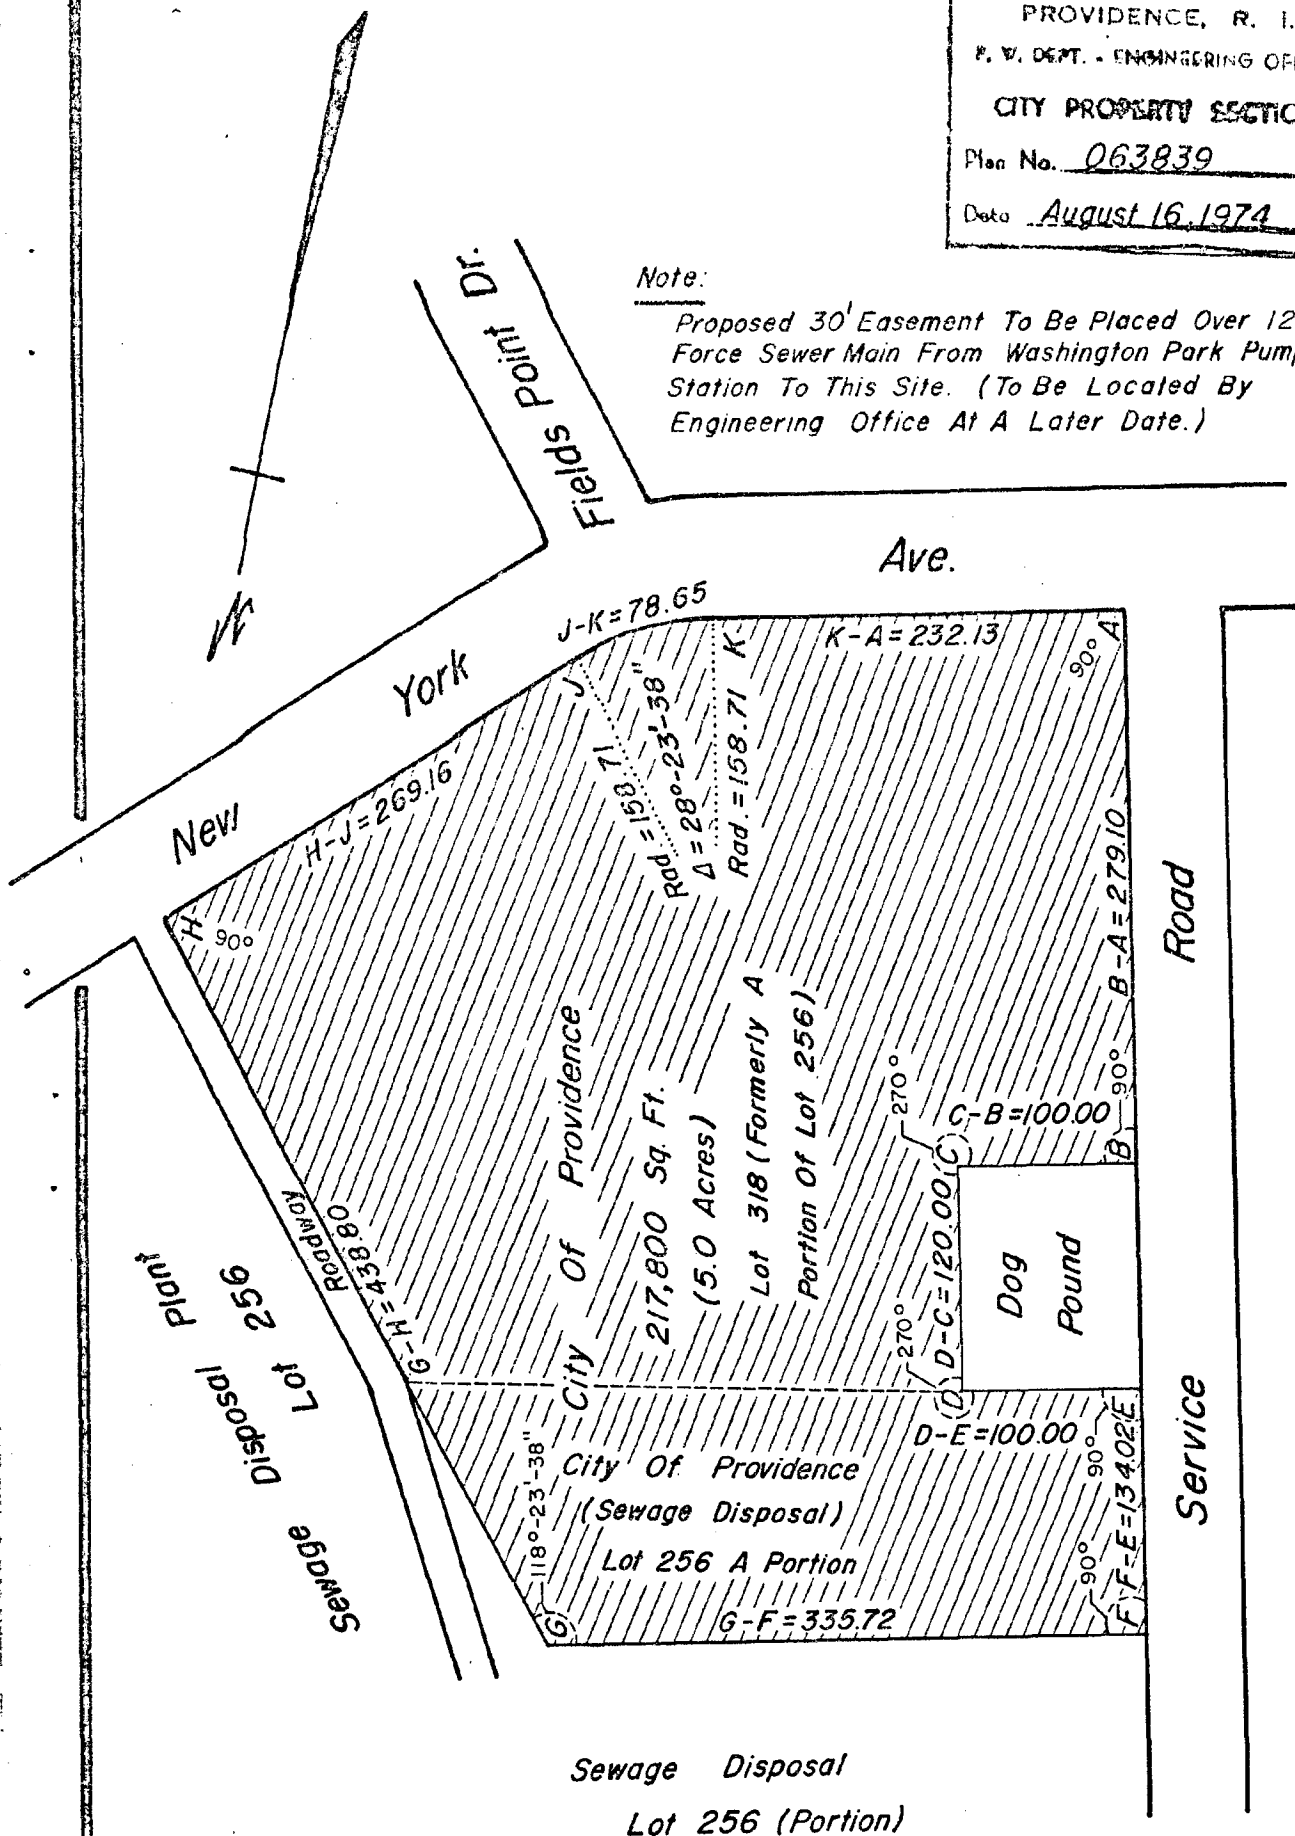 PROVIDENCE, R. I.
P. W. DEPT. - ENGINEERING
CITY PROPERTY
Plan No. 063839
Date August 16, 1974
Note:
Proposed 30' Easement To Be Placed Over 12
Force Sewer Main From Washington Park
Station To This Site. (To Be Located By
Engineering Office At A Later Date.)
Fields Point Dr.
Ave.
York
New
N
J-K=78.65
K-A=232.13
K
J
A
90°
Rad.=158.71
Δ=28°-23'-38"
Rad.=158.71
H-J=269.16
H
90°
B-A=279.10
Road
City Of Providence
217,800 Sq. Ft.
(5.0 Acres)
Lot 318 (Formerly A
Portion Of Lot 256)
270°
C-B=100.00
90°
C
B
D-C=120.00
270°
D
Dog
Pound
Roadway
G-H=438.80
Sewage Disposal Plant
Lot 256
D-E=100.00
E
90°
F-E=134.02
90°
F
Service
118°-23'-38"
G
City Of Providence
(Sewage Disposal)
Lot 256 A Portion
G-F=335.72
Sewage Disposal
Lot 256 (Portion)